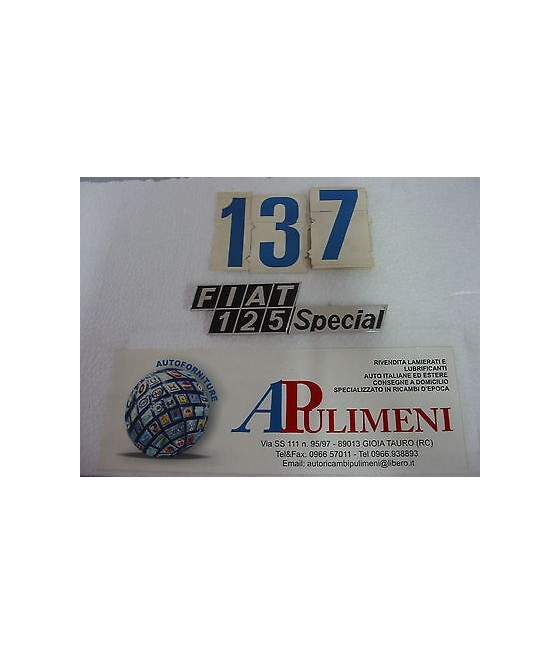 137
FIAT
125 Special
AUTOFORNITURE
RIVENDITA LAMIERATI E
LUBRIFICANTI
AUTO ITALIANE ED ESTERE
CONSEGNE A DOMICILIO
SPECIALIZZATO IN RICAMBI D'EPOCA
APULIMENI
Via SS 111 n. 95/97 - 89013 GIOIA TAURO (RC)
Tel&Fax. 0966 57011 - Tel 0966.938893
Email: autoricambipulimeni@libero.it